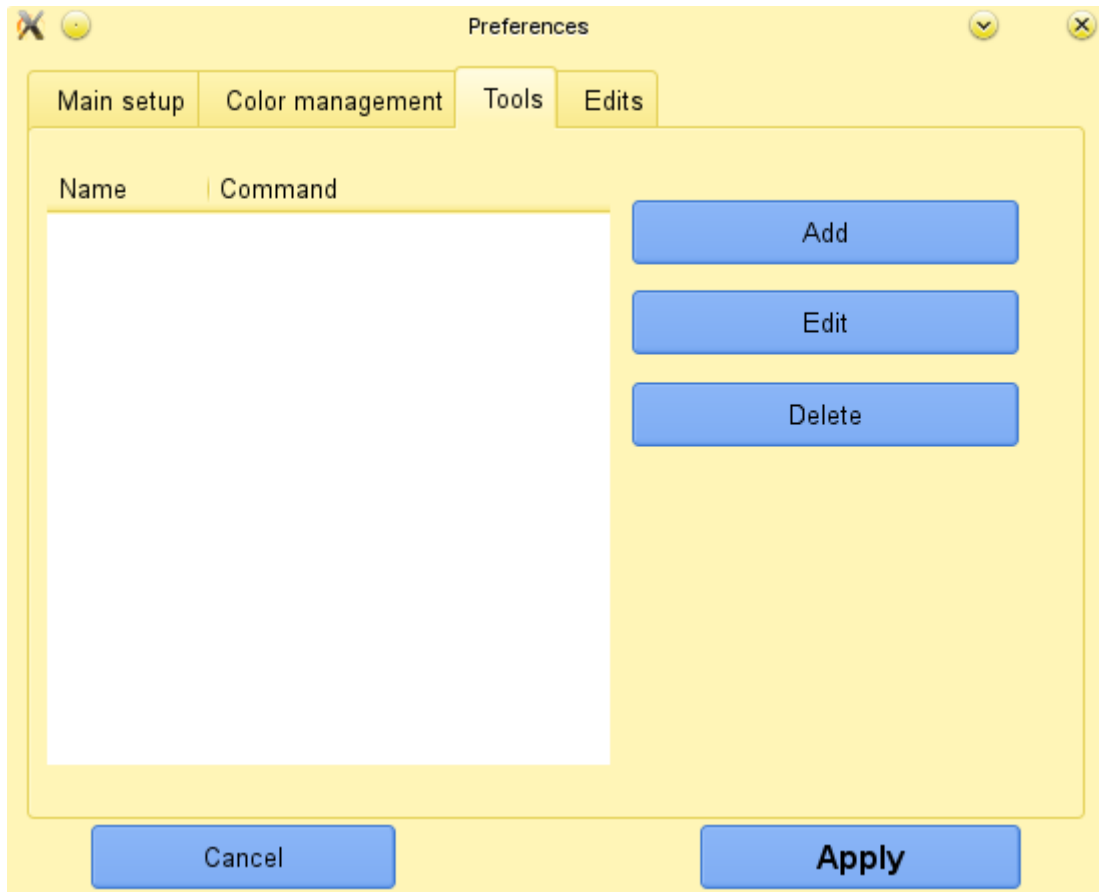 Preferences
Main setup Color management Tools Edits
Name Command
Add
Edit
Delete
Cancel Apply